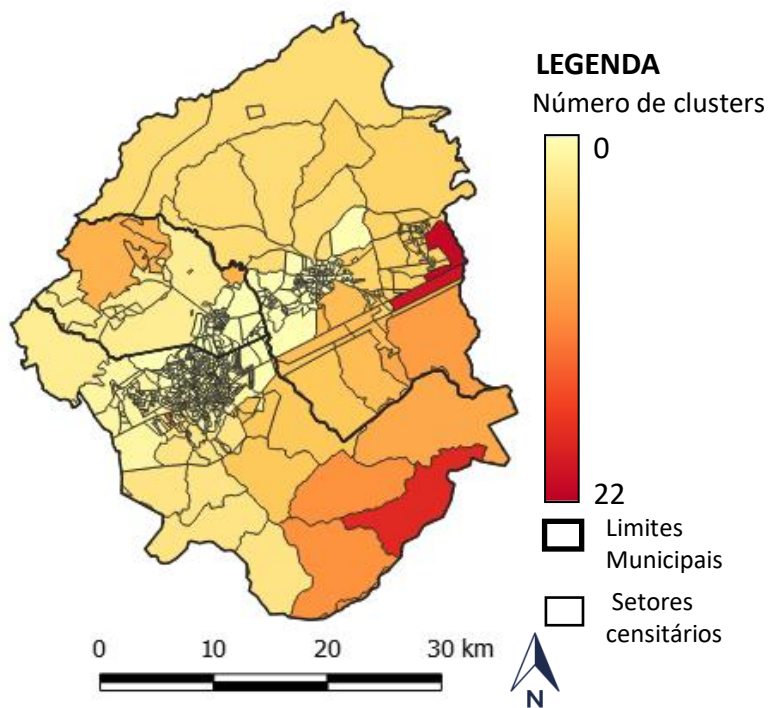 LEGENDA
Número de clusters
0
22
Limites
Municipais
Setores
censitários
0 10 20 30 km
N